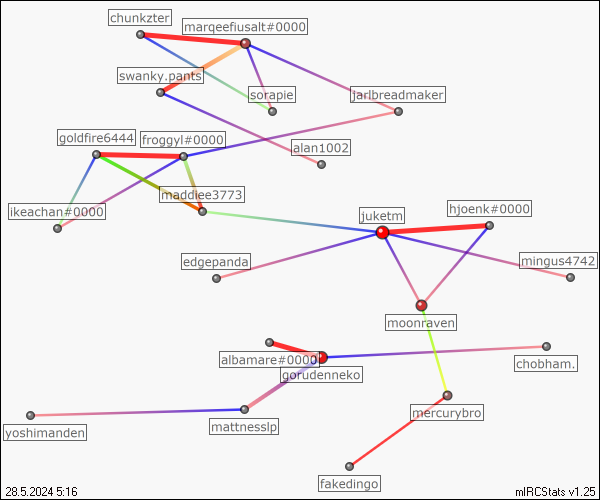 chunkzter
marqeefiusalt#0000
swanky.pants
sorapie
jarlbreadmaker
goldfire6444
froggyl#0000
alan1002
maddiee3773
ikeachan#0000
juketm
hjoenk#0000
edgepanda
mingus4742
moonraven
albamare#0000
gorudenneko
chobham.
mercurybro
yoshimanden
mattnesslp
fakedingo
28.5.2024 5:16
mIRCStats v1.25